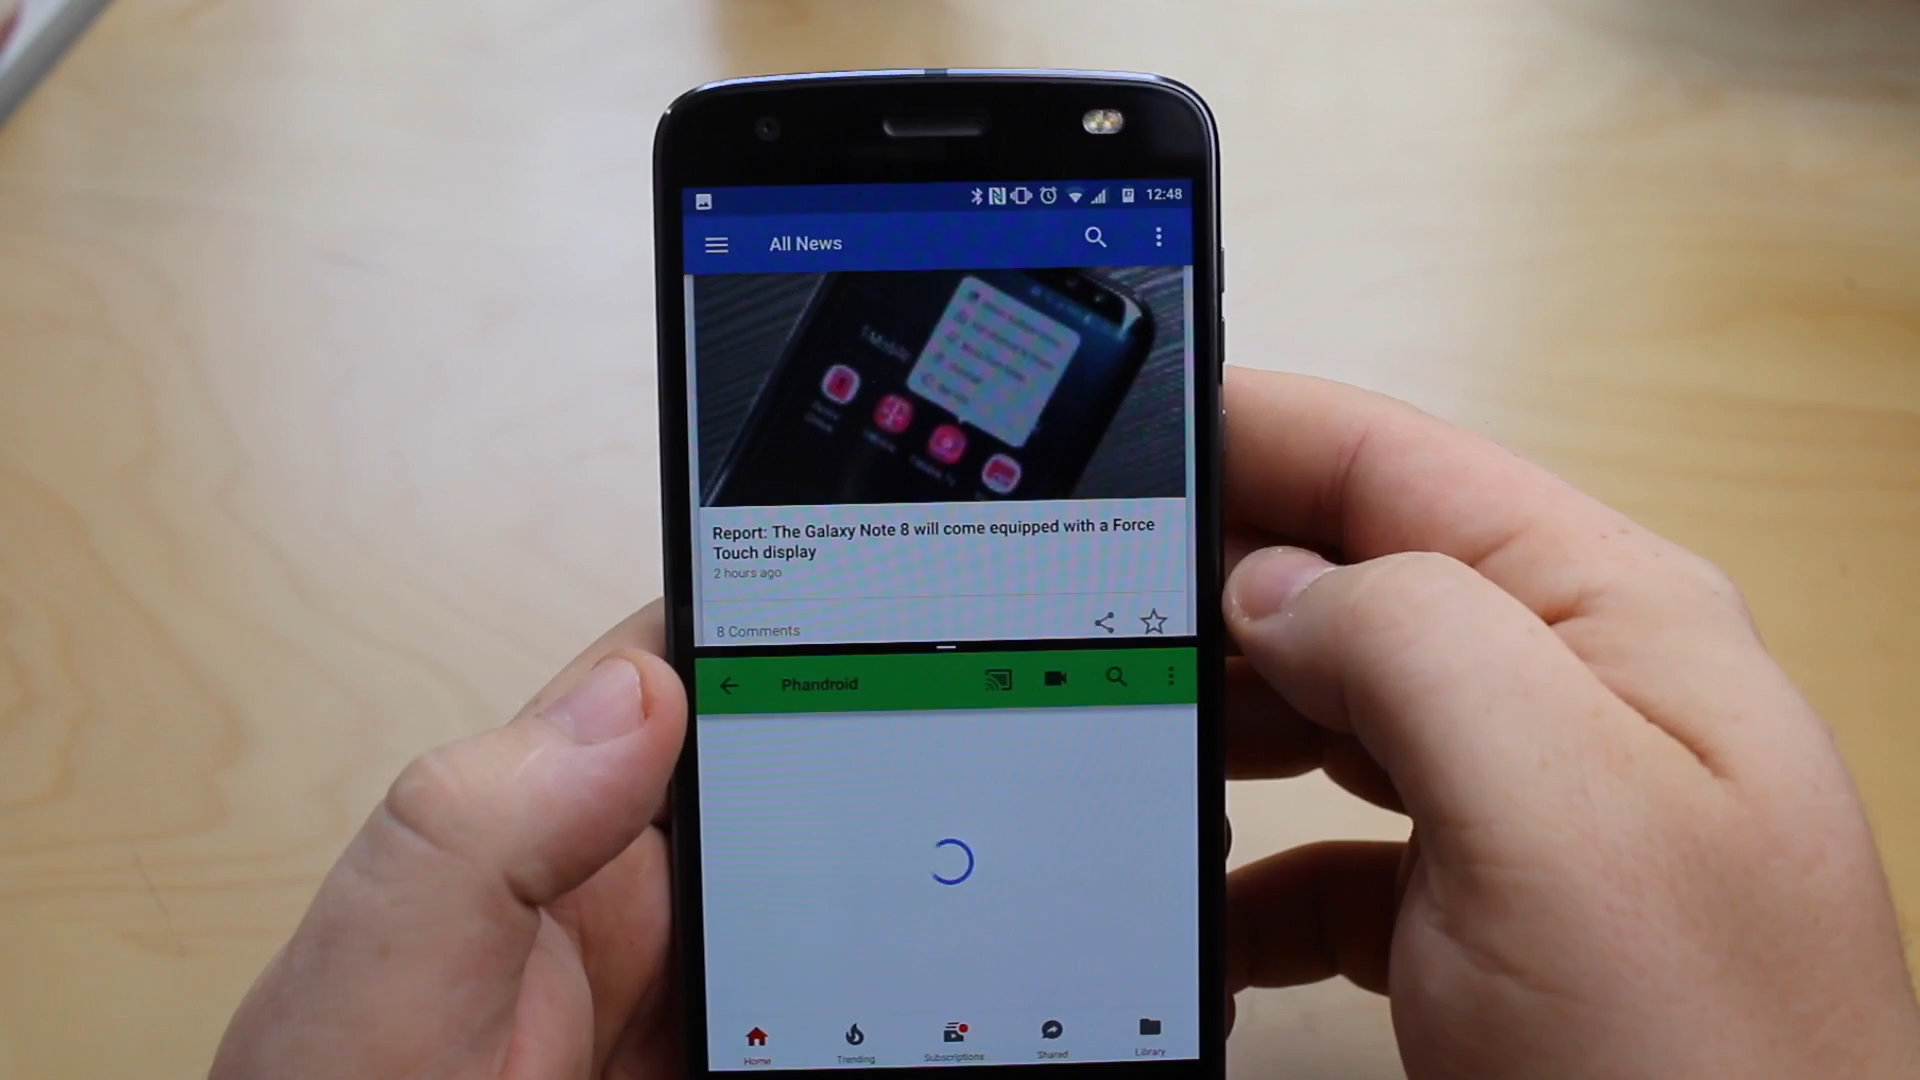 12:48
All News
Report: The Galaxy Note 8 will come equipped with a Force
Touch display
2 hours ago
8 Comments
Phandroid
Home
Trending
Subscriptions
Shared
Library